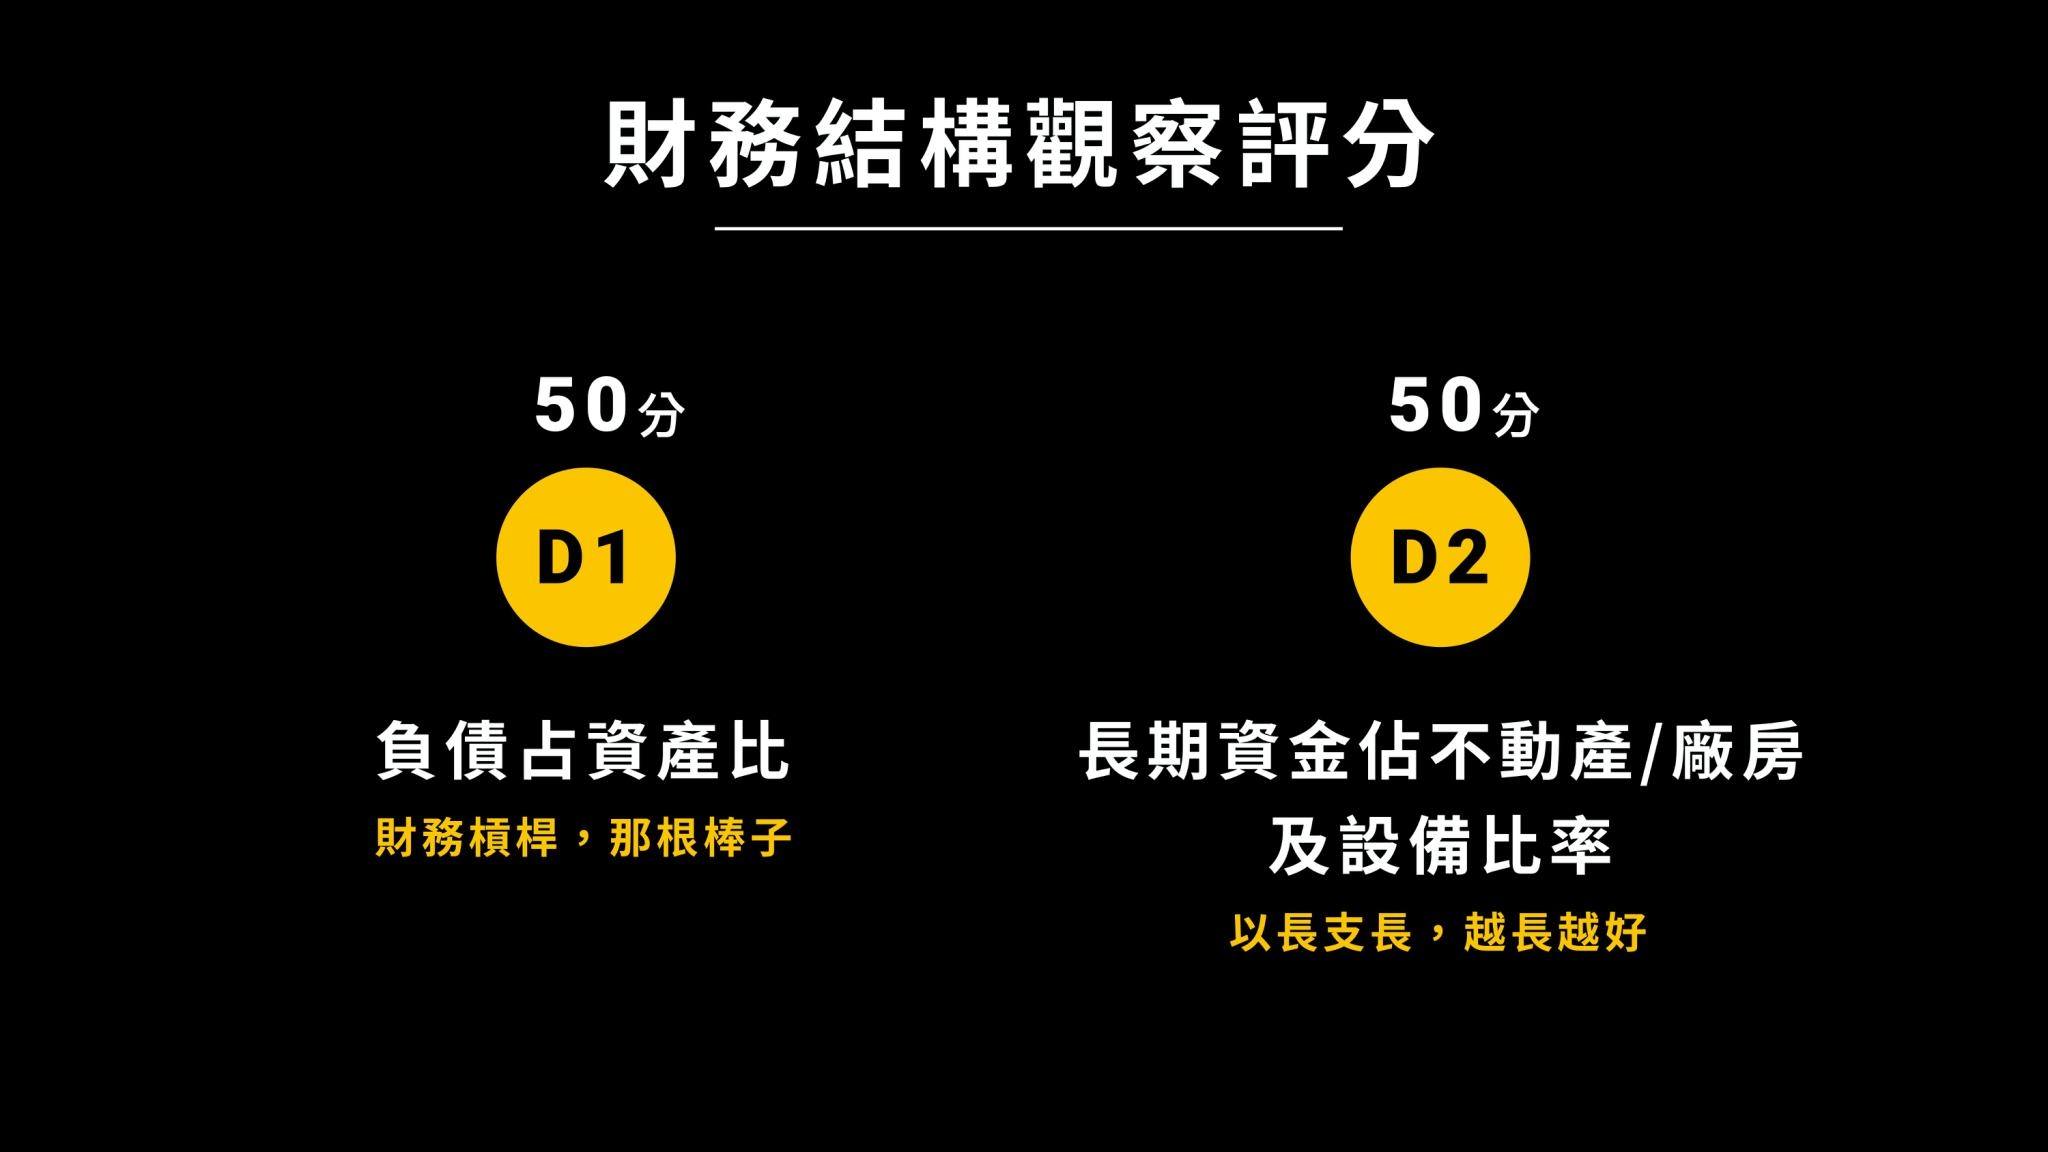 財務結構觀察評分
50分
D1
負債占資產比
財務槓桿，那根棒子
50分
D2
長期資金佔不動產/廠房
及設備比率
以長支長，越長越好